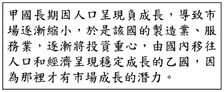 甲國長期因人口呈現負成長，導致市
場逐漸縮小，於是該國的製造業、服
務業，逐漸將投資重心，由國內移往
人口和經濟呈現穩定成長的乙國，因
為那裡才有市場成長的潛力。